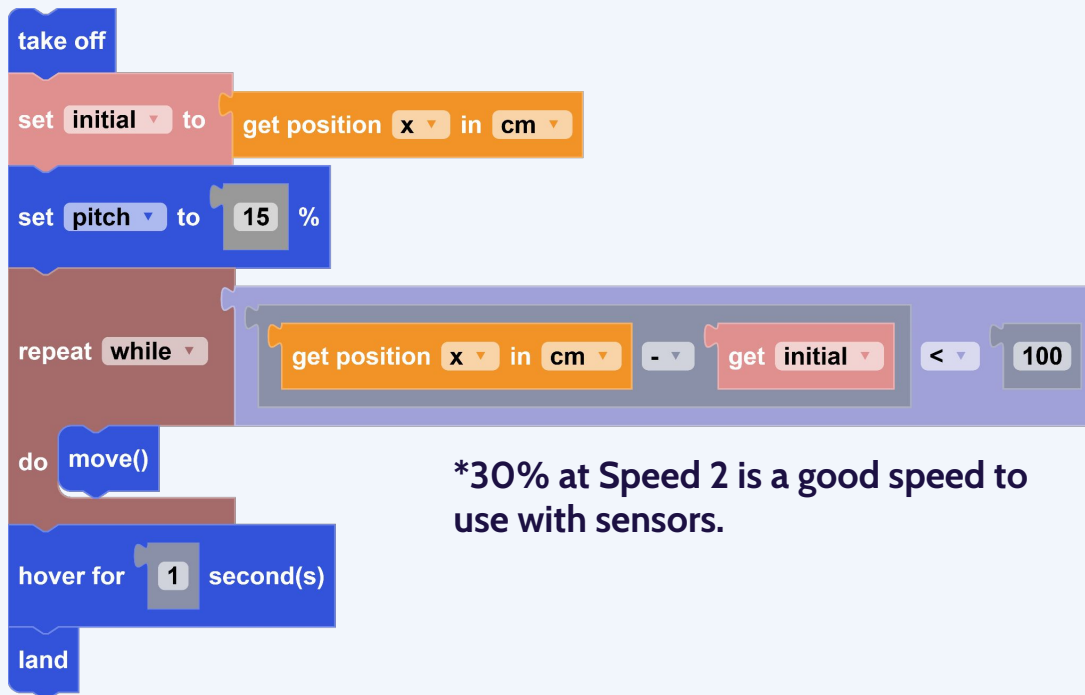 take off
set initial to get position x in cm
set pitch to 15 %
repeat while get position x in cm - get initial < 100
do move()
*30% at Speed 2 is a good speed to
use with sensors.
hover for 1 second(s)
land